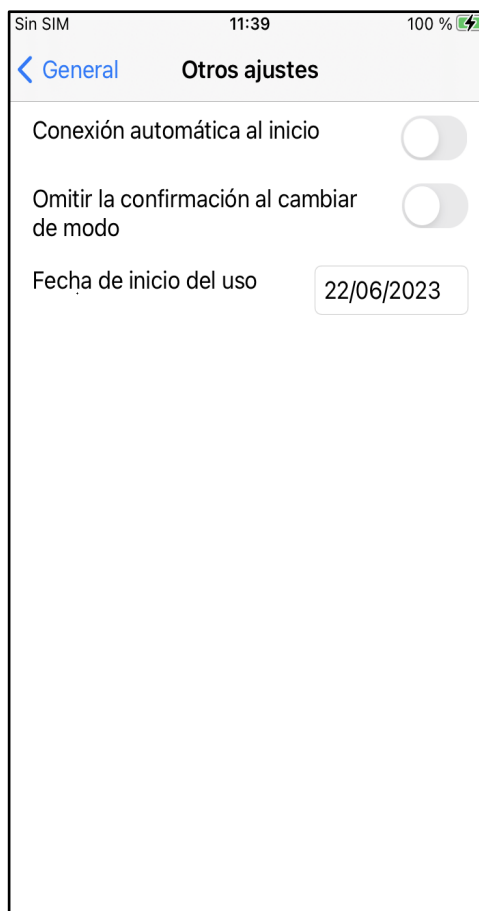 Sin SIM 11:39 100 %
General Otros ajustes
Conexión automática al inicio
Omitir la confirmación al cambiar
de modo
Fecha de inicio del uso 22/06/2023